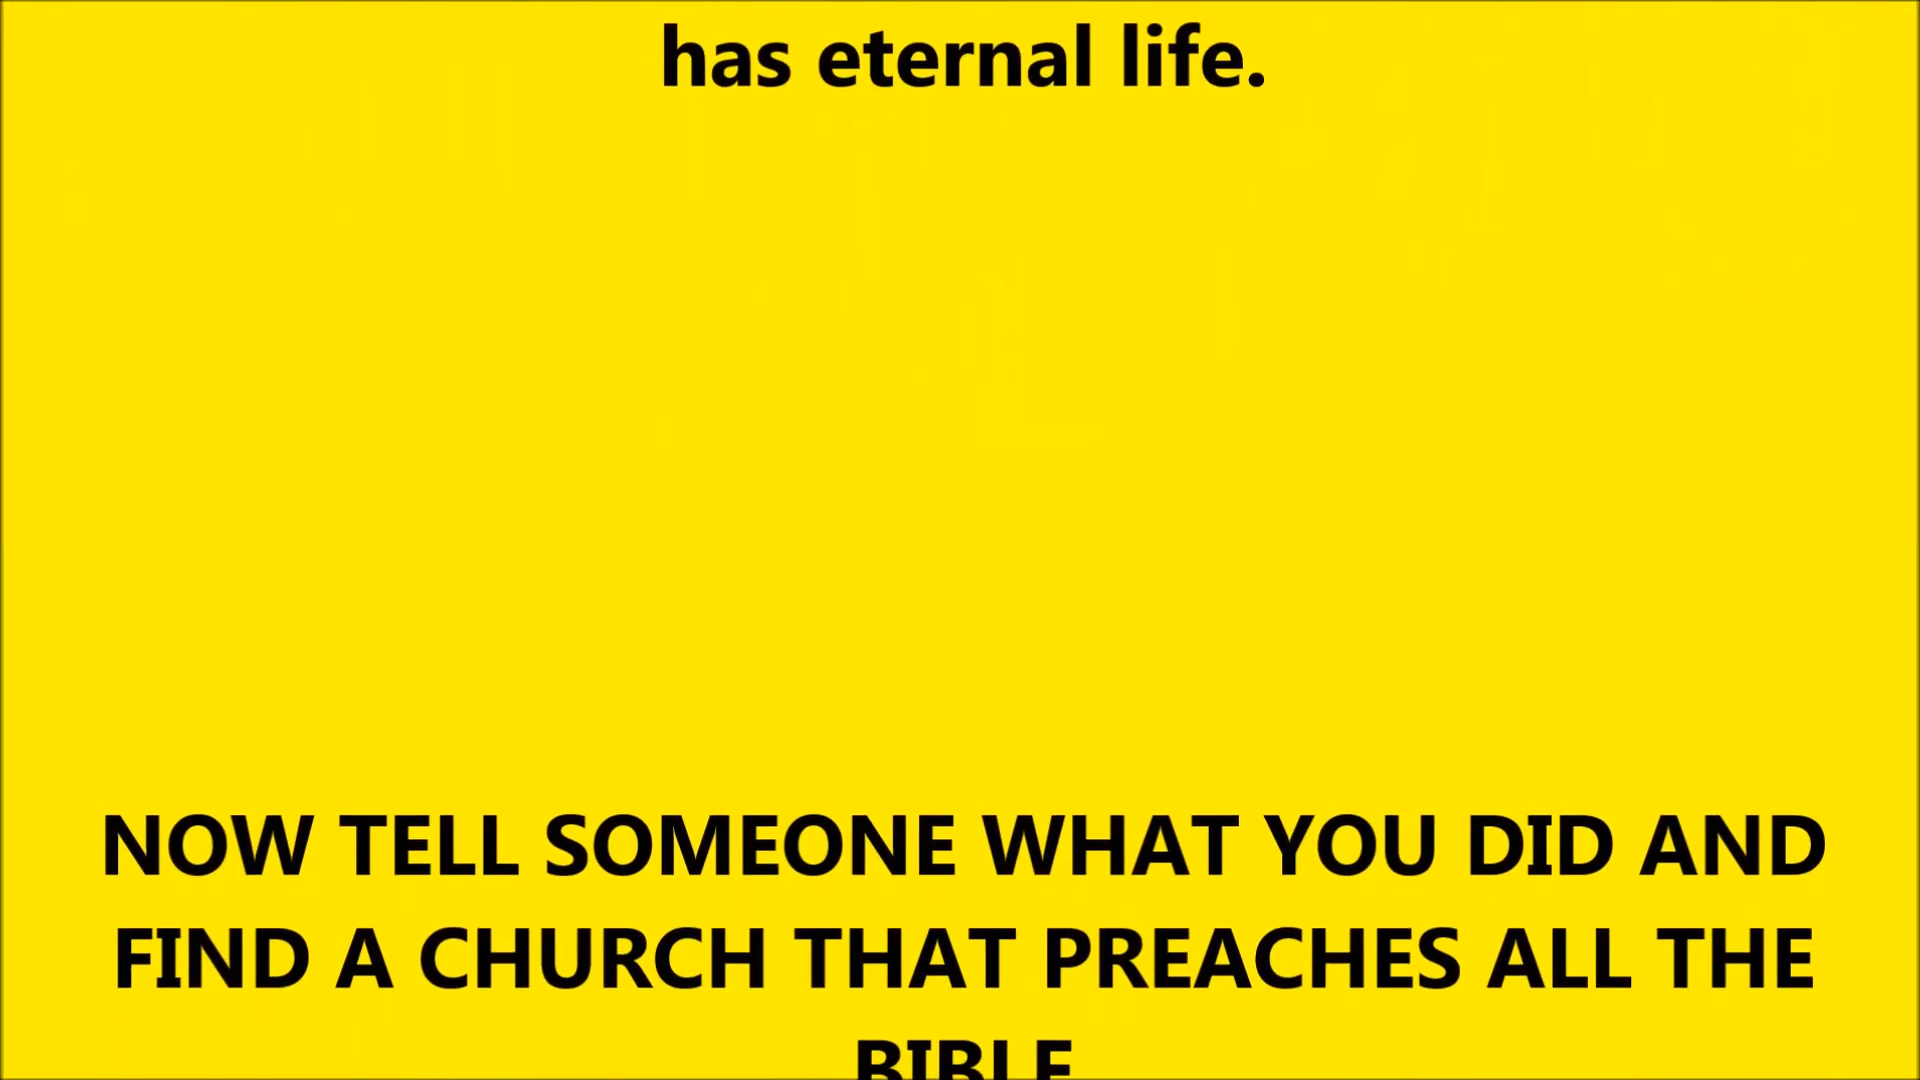 has eternal life.
NOW TELL SOMEONE WHAT YOU DID AND
FIND A CHURCH THAT PREACHES ALL THE
BIBLE